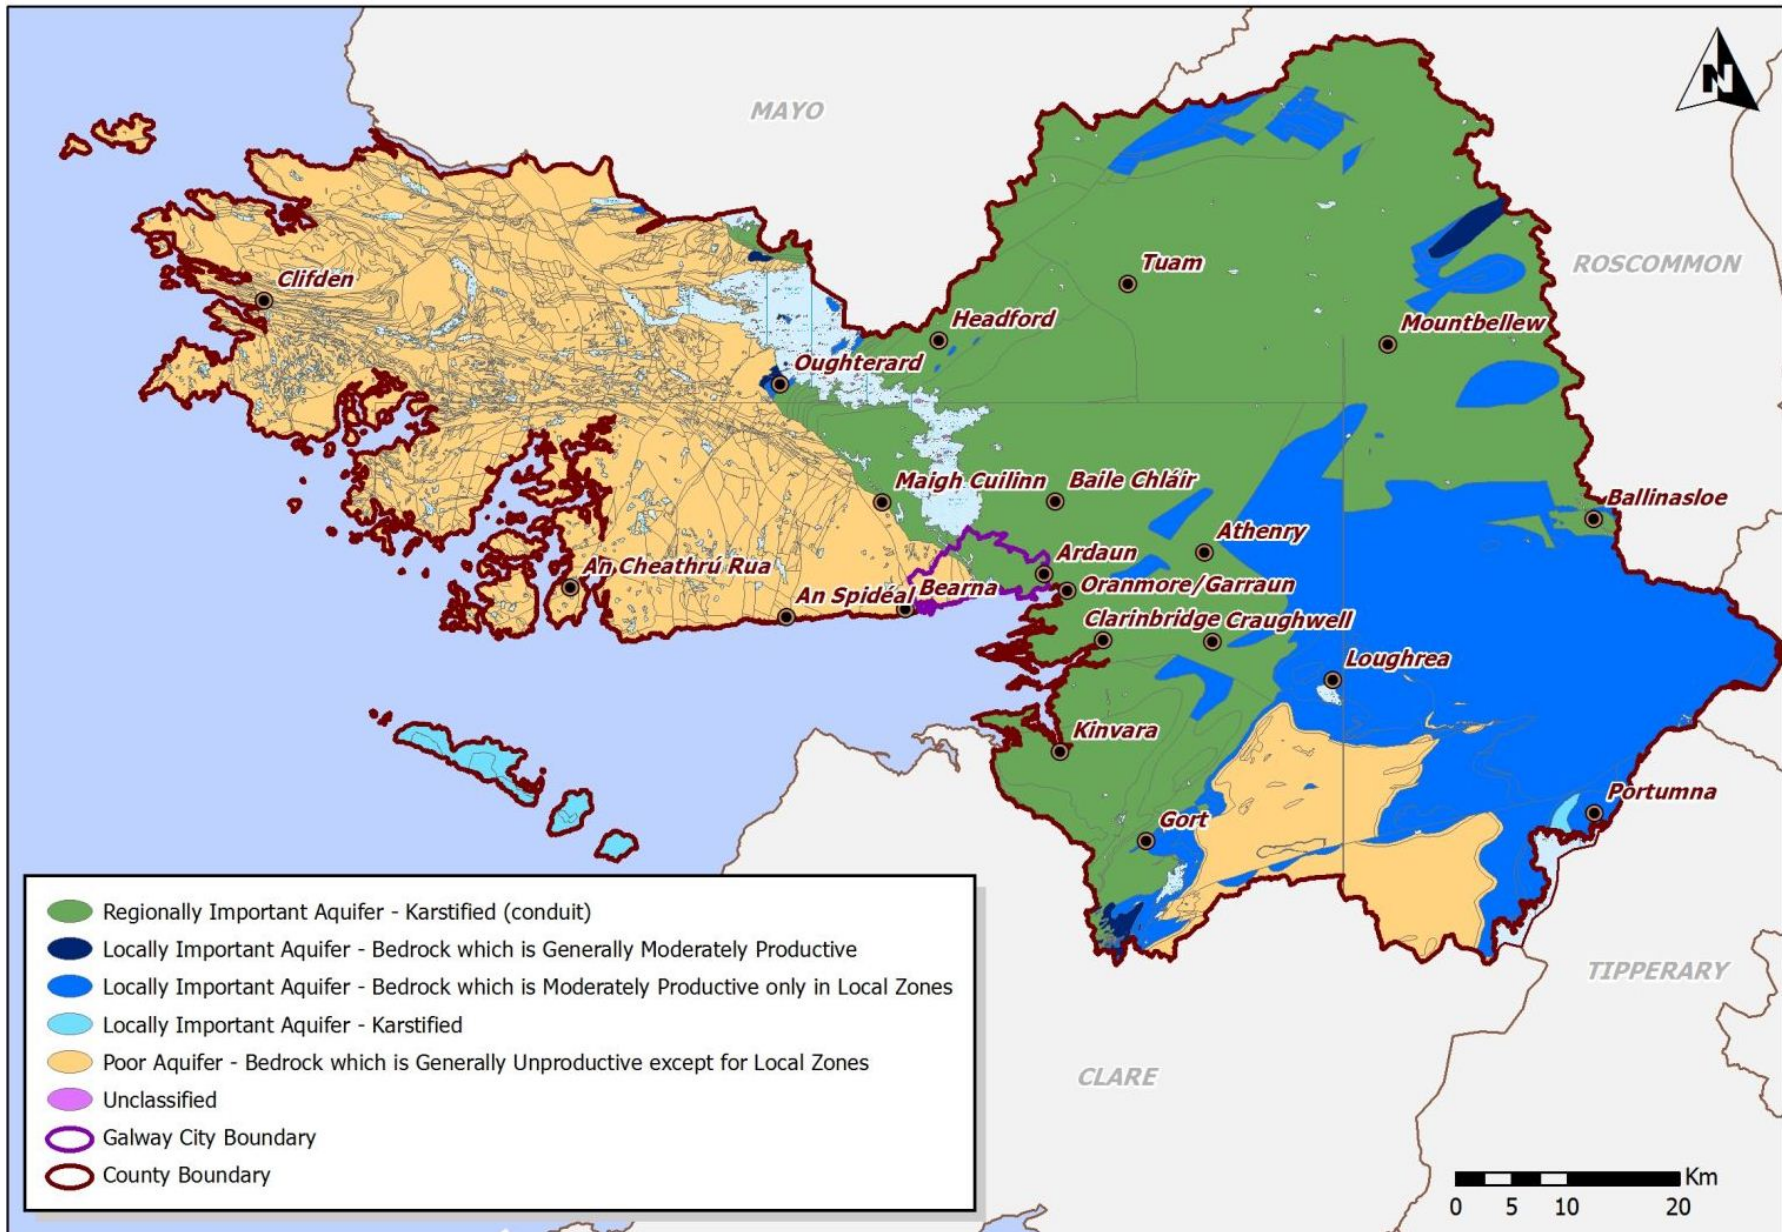 N
MAYO
ROSCOMMON
Clifden
Tuam
Headford
Mountbellew
Oughterard
Maigh Cuilinn
Baile Chláir
Ballinasloe
Athenry
Ardaun
An Cheathrú Rua
Oranmore/Garraun
An Spidéal
Bearna
Clarinbridge
Craughwell
Loughrea
Kinvara
Portumna
Gort
TIPPERARY
CLARE
Regionally Important Aquifer - Karstified (conduit)
Locally Important Aquifer - Bedrock which is Generally Moderately Productive
Locally Important Aquifer - Bedrock which is Moderately Productive only in Local Zones
Locally Important Aquifer - Karstified
Poor Aquifer - Bedrock which is Generally Unproductive except for Local Zones
Unclassified
Galway City Boundary
County Boundary
Km
0 5 10 20